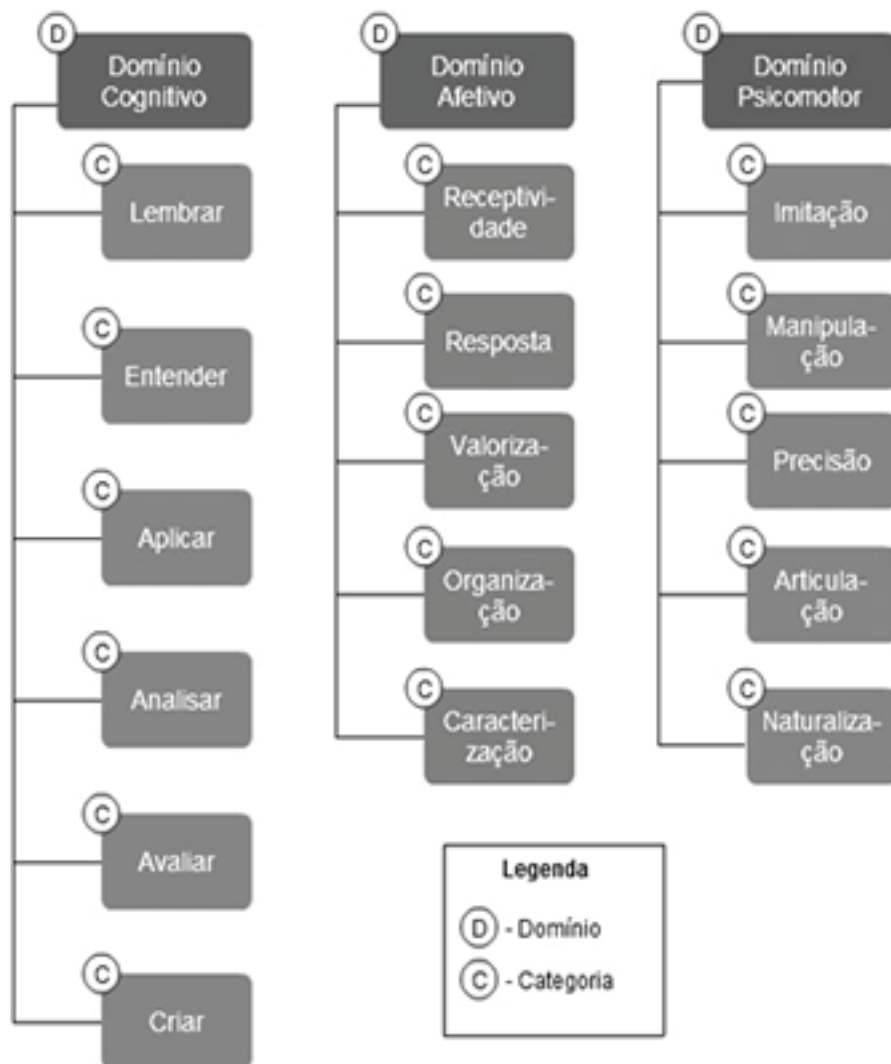 D
Domínio
Cognitivo
C
Lembrar
C
Entender
C
Aplicar
C
Analisar
C
Avaliar
C
Criar
D
Domínio
Afetivo
C
Receptivi-
dade
C
Resposta
C
Valoriza-
ção
C
Organiza-
ção
C
Caracteri-
zação
D
Domínio
Psicomotor
C
Imitação
C
Manipula-
ção
C
Precisão
C
Articula-
ção
C
Naturaliza-
ção
Legenda
D - Domínio
C - Categoria